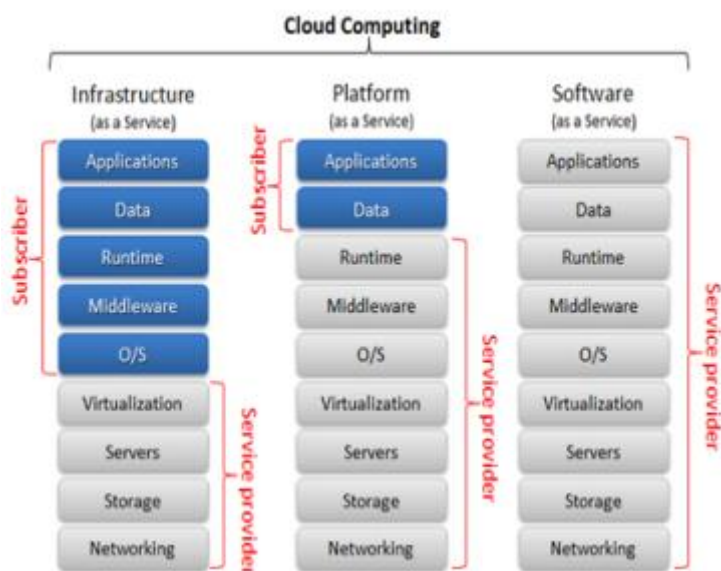 Cloud Computing
Infrastructure
(as a Service)
Subscriber
Applications
Data
Runtime
Middleware
O/S
Virtualization
Servers
Storage
Networking
Service provider
Platform
(as a Service)
Subscriber
Applications
Data
Runtime
Middleware
O/S
Virtualization
Servers
Storage
Networking
Service provider
Software
(as a Service)
Applications
Data
Runtime
Middleware
O/S
Virtualization
Servers
Storage
Networking
Service provider